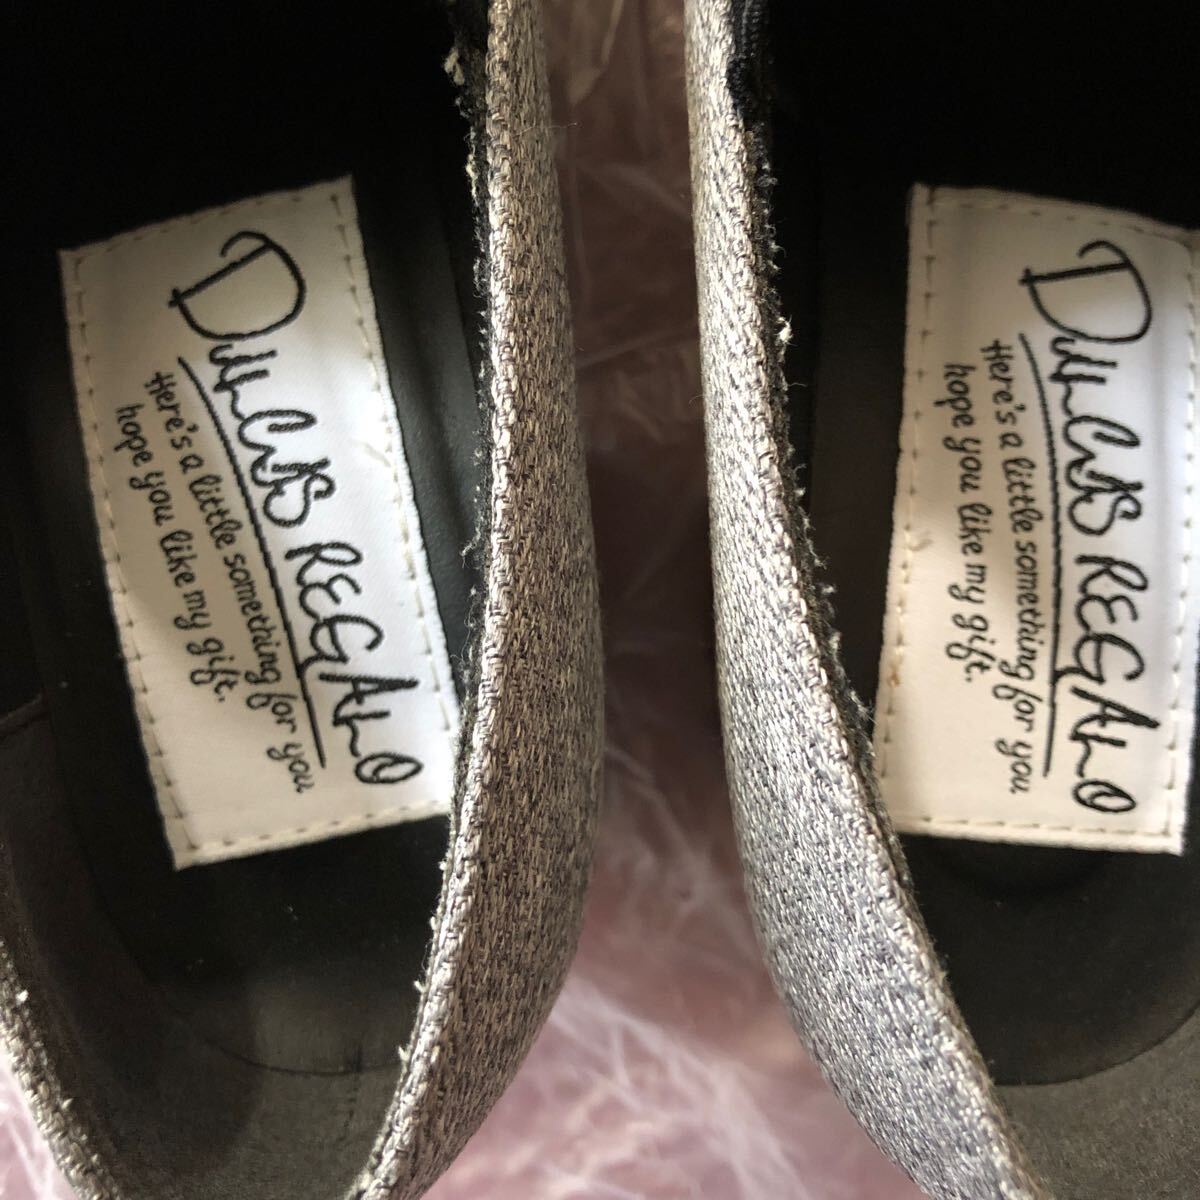 DulCiS REGALO
Here's a little something for you
hope you like my gift.
DulCiS REGALO
Here's a little something for you
hope you like my gift.